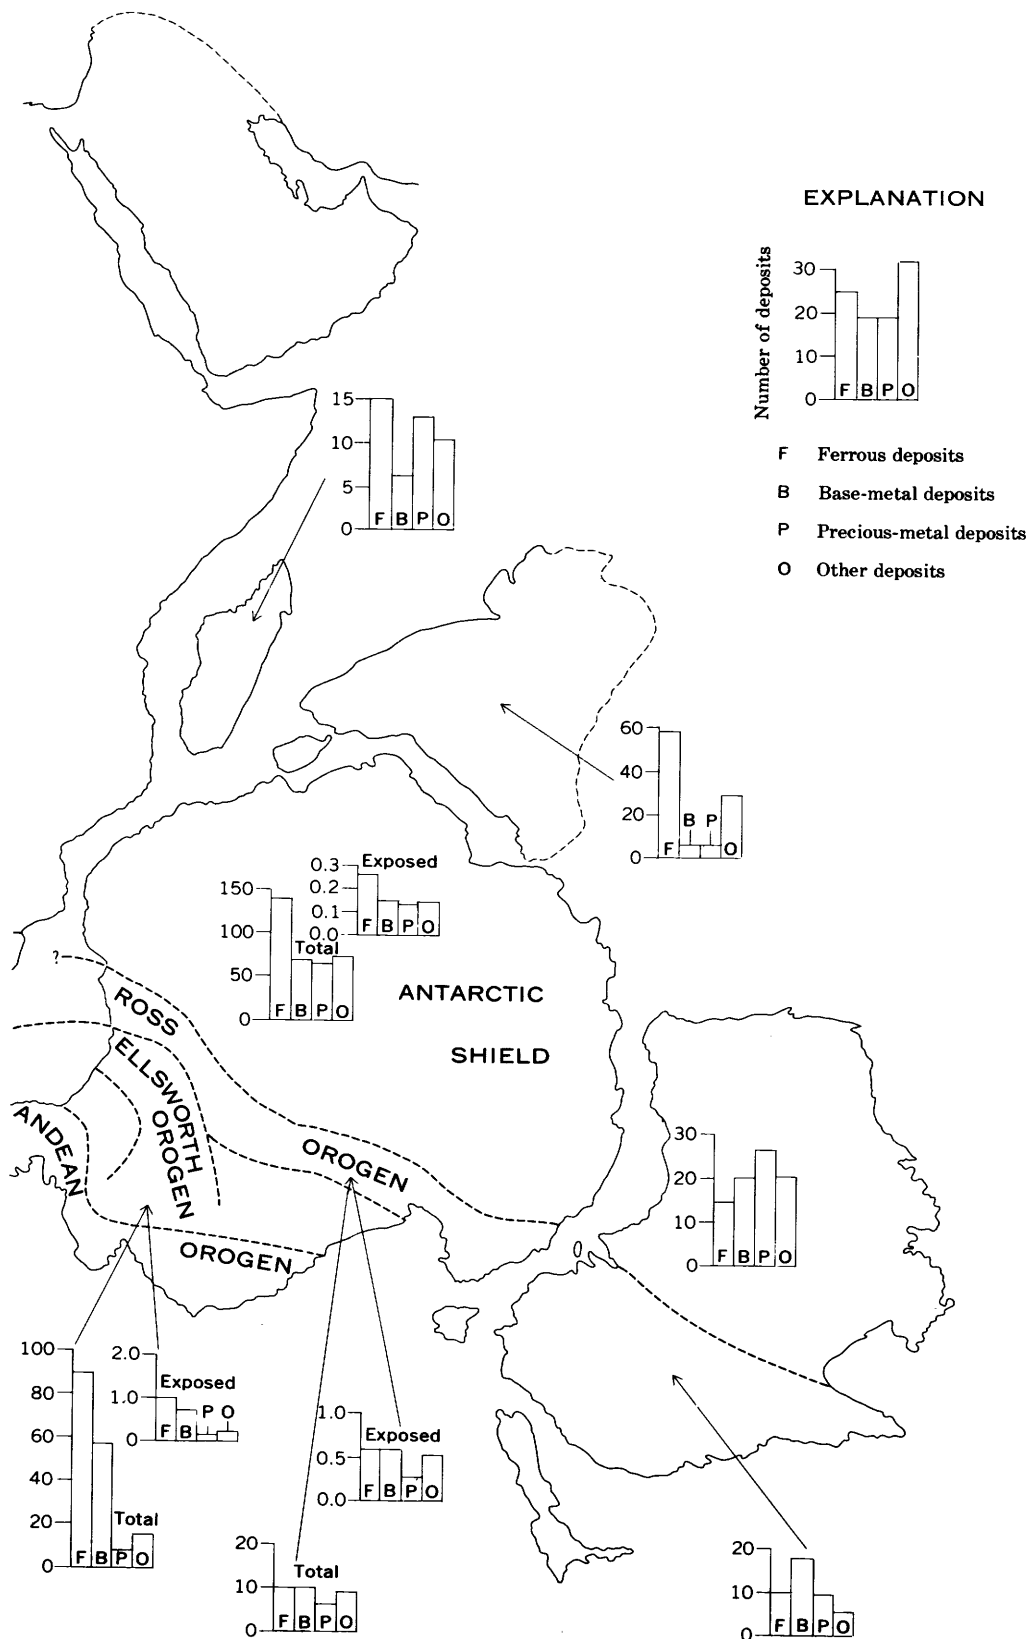 EXPLANATION
Number of deposits
30
20
10
0
F B P O
F Ferrous deposits
B Base-metal deposits
P Precious-metal deposits
O Other deposits
15
10
5
0
F B P O
60
40
20
0
B P
F O
0.3
0.2
0.1
0.0
Exposed
F B P O
150
100
50
0
Total
F B P O
ANTARCTIC
SHIELD
?
ROSS
OROGEN
ELLSWORTH
OROGEN
ANDEAN
OROGEN
30
20
10
0
F B P O
100
80
60
40
20
0
Total
F B P O
2.0
1.0
0
Exposed
P O
F B
1.0
0.5
0.0
Exposed
F B P O
20
10
0
Total
F B P O
20
10
0
F B P O